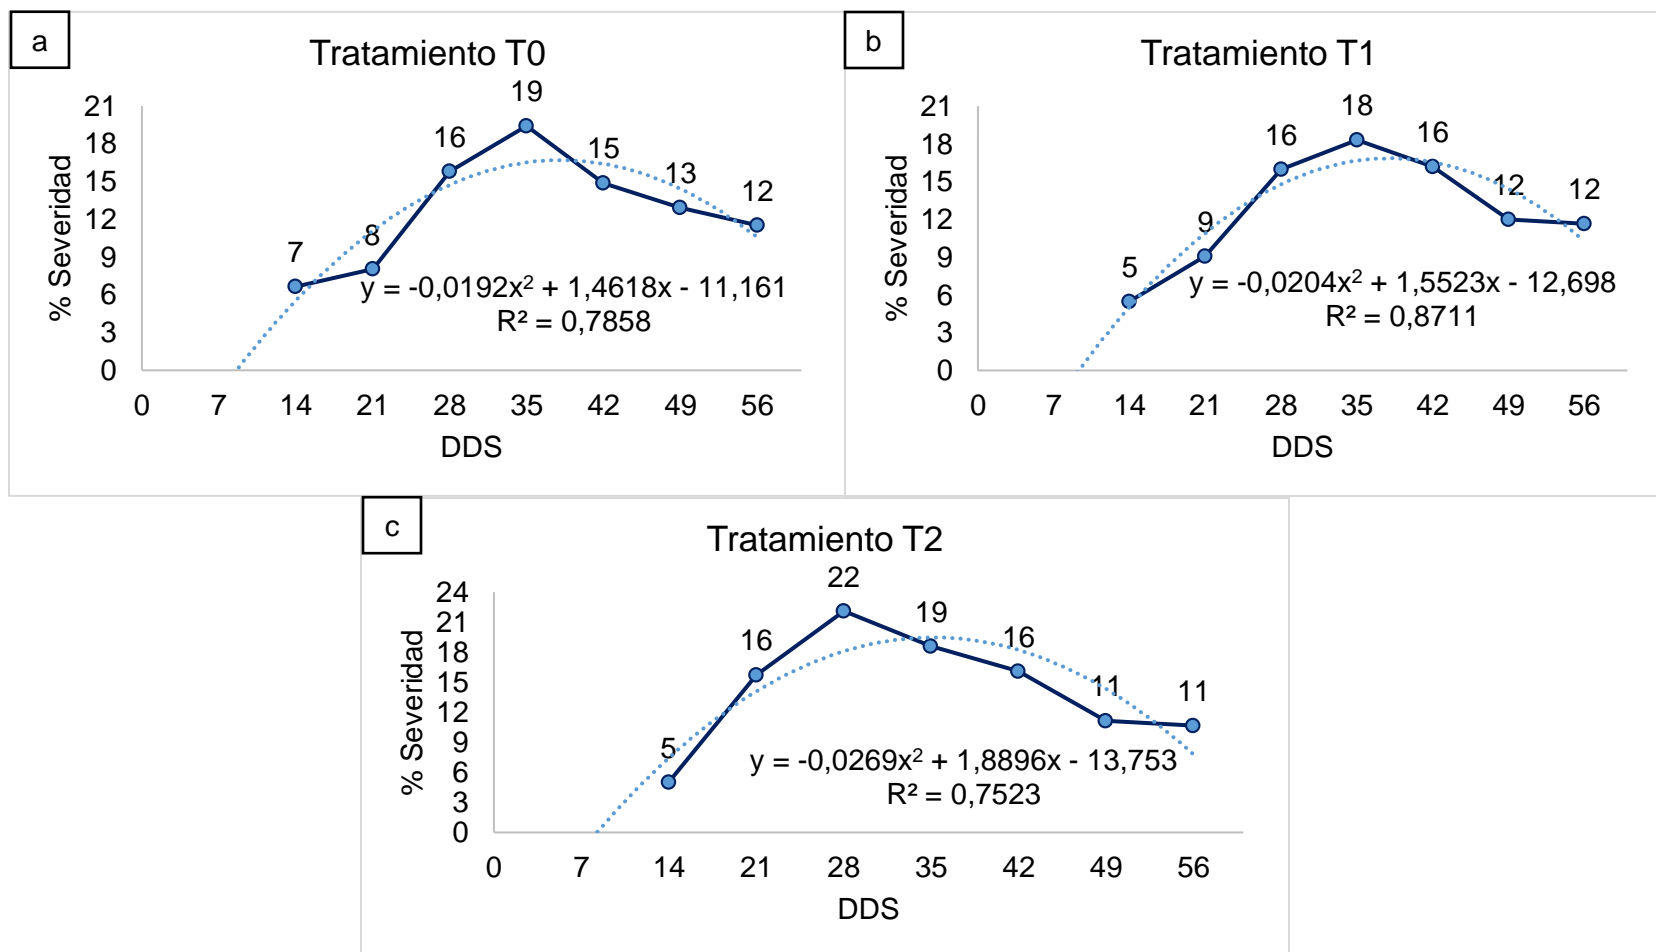 a
Tratamiento T0
% Severidad
21
18
15
12
9
6
3
0
7
8
16
19
15
13
12
y = -0,0192x² + 1,4618x - 11,161
R² = 0,7858
0 7 14 21 28 35 42 49 56
DDS
b
Tratamiento T1
% Severidad
21
18
15
12
9
6
3
0
5
9
16
18
16
12
12
y = -0,0204x² + 1,5523x - 12,698
R² = 0,8711
0 7 14 21 28 35 42 49 56
DDS
c
Tratamiento T2
% Severidad
24
21
18
15
12
9
6
3
0
5
16
22
19
16
11
11
y = -0,0269x² + 1,8896x - 13,753
R² = 0,7523
0 7 14 21 28 35 42 49 56
DDS